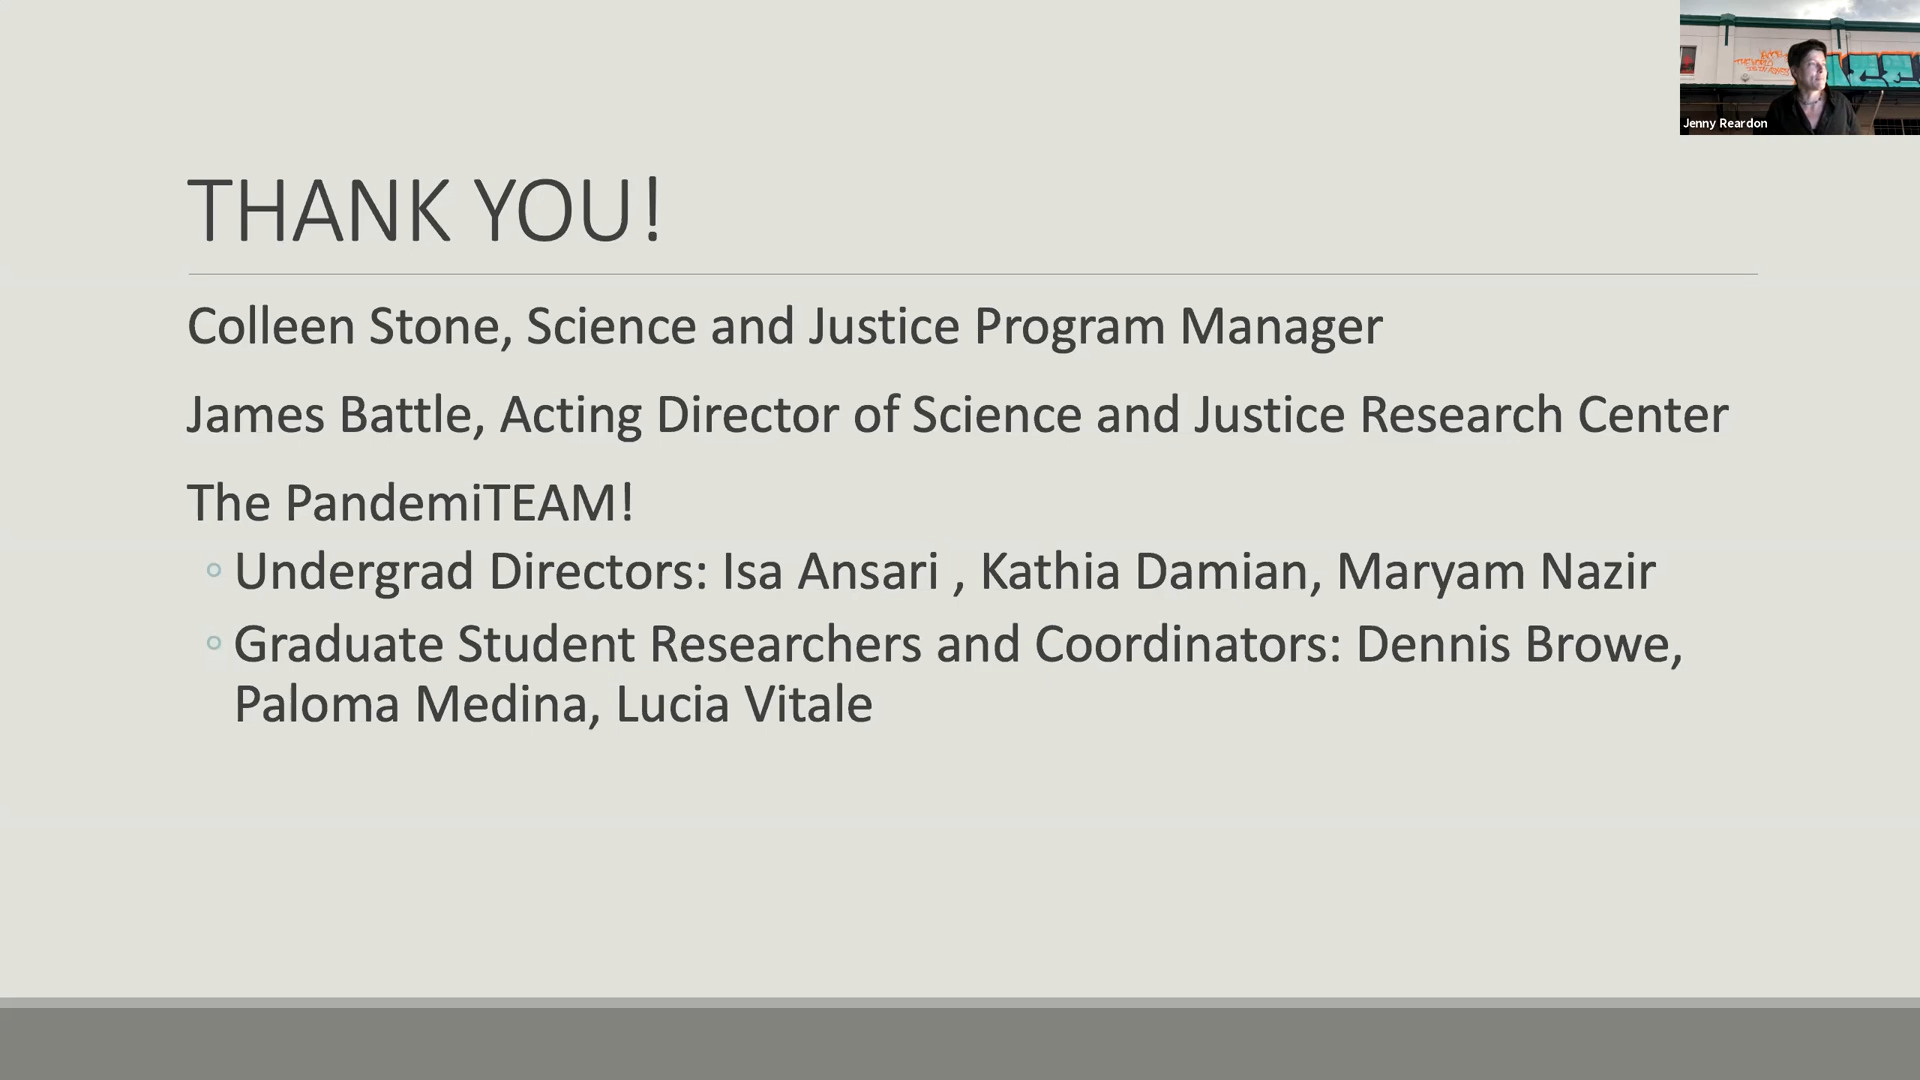 THANK YOU!
Colleen Stone, Science and Justice Program Manager
James Battle, Acting Director of Science and Justice Research Center
The PandemiTEAM!
◦ Undergrad Directors: Isa Ansari , Kathia Damian, Maryam Nazir
◦ Graduate Student Researchers and Coordinators: Dennis Browe,
Paloma Medina, Lucia Vitale
Jenny Reardon